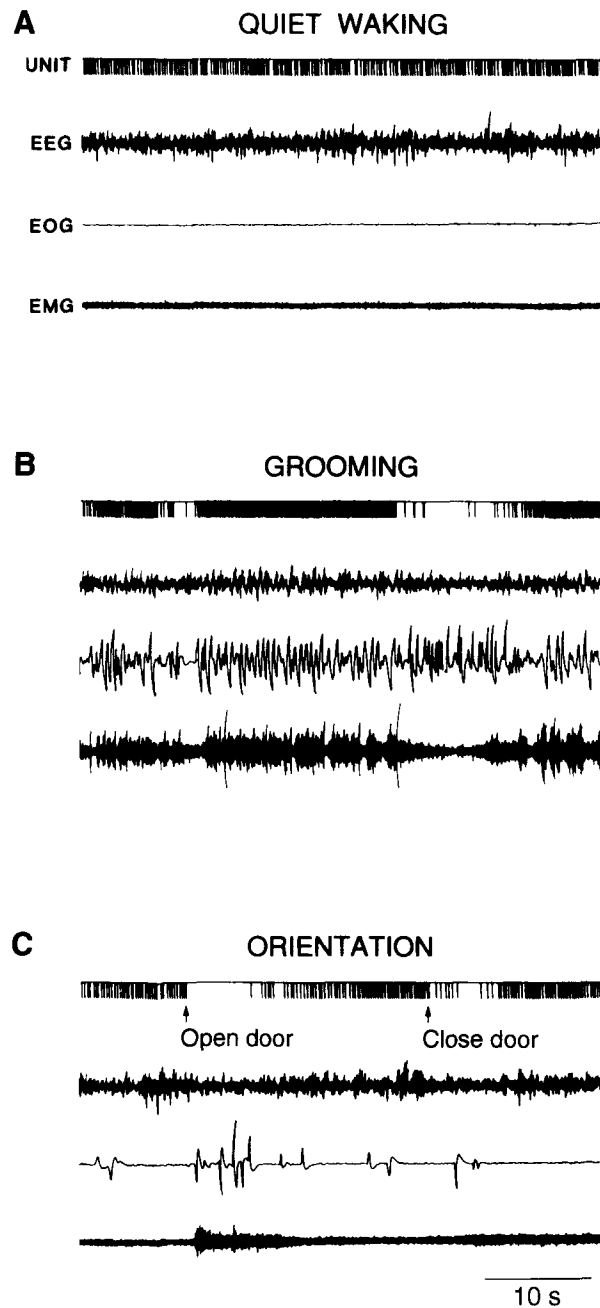 A QUIET WAKING
UNIT
EEG
EOG
EMG
B GROOMING
C ORIENTATION
Open door Close door
10 s